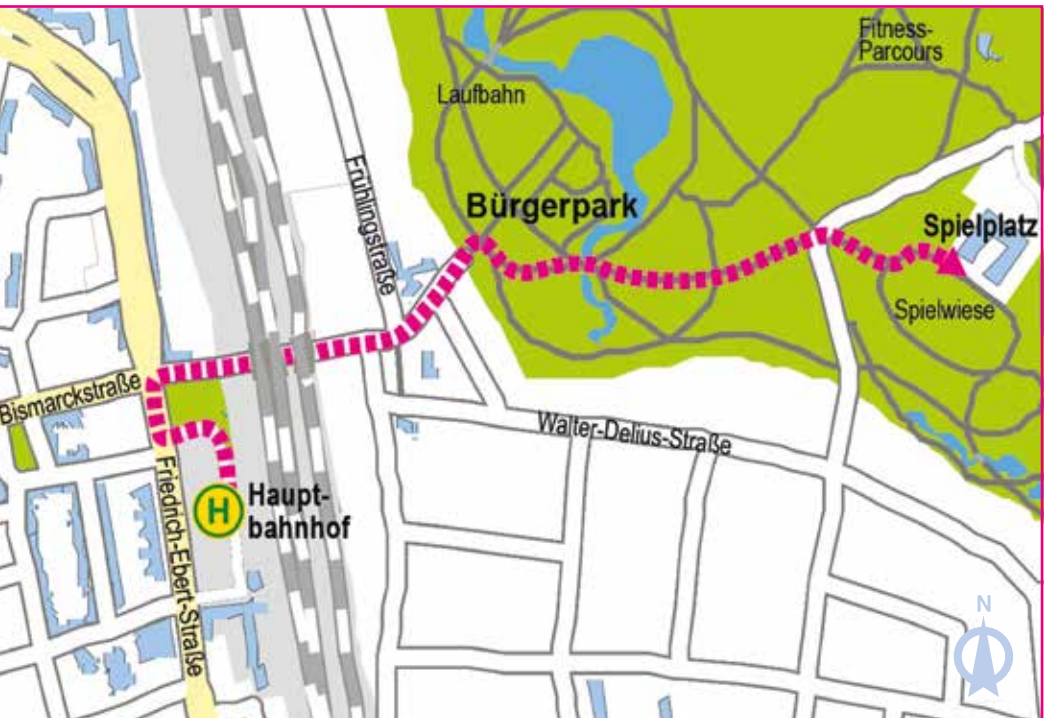 Fitness-
Parcours
Laufbahn
Frühlingstraße
Bürgerpark
Spielplatz
Spielwiese
Bismarckstraße
Walter-Delius-Straße
Friedrich-Ebert-Straße
H
Haupt-
bahnhof
N